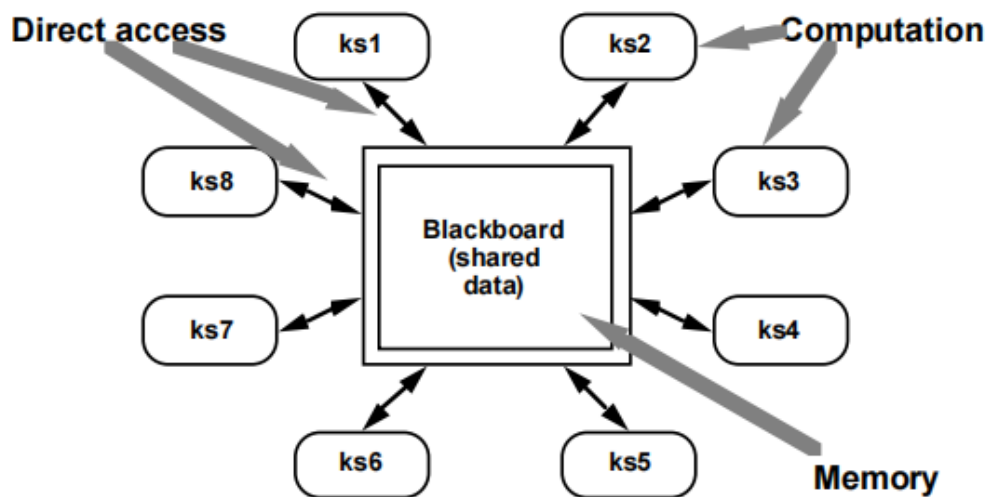 Direct access
ks1
ks2
Computation
ks8
ks3
Blackboard
(shared
data)
ks7
ks4
ks6
ks5
Memory